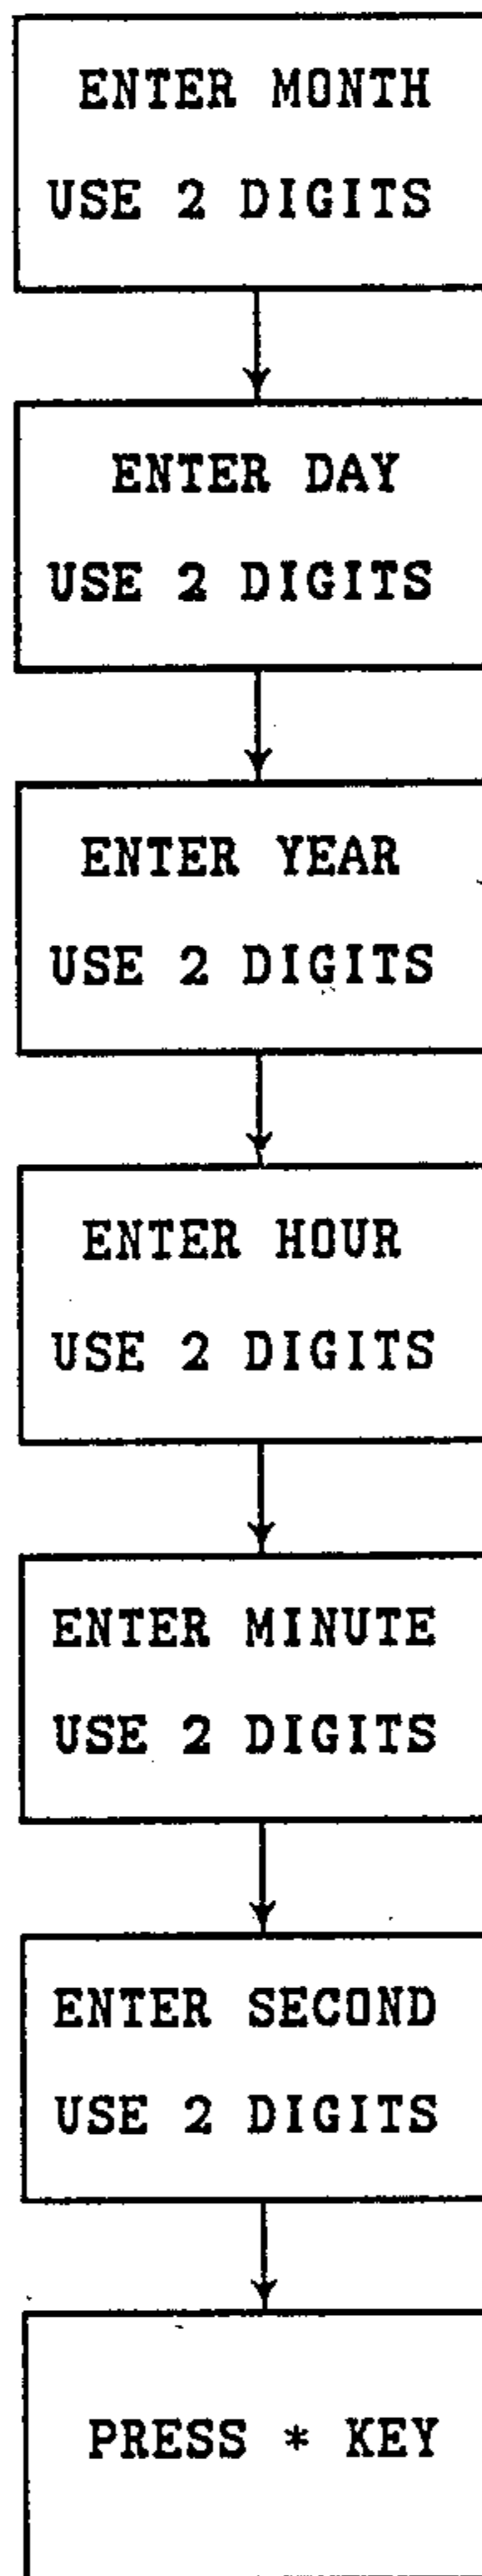 ENTER MONTH
USE 2 DIGITS
ENTER DAY
USE 2 DIGITS
ENTER YEAR
USE 2 DIGITS
ENTER HOUR
USE 2 DIGITS
ENTER MINUTE
USE 2 DIGITS
ENTER SECOND
USE 2 DIGITS
PRESS * KEY